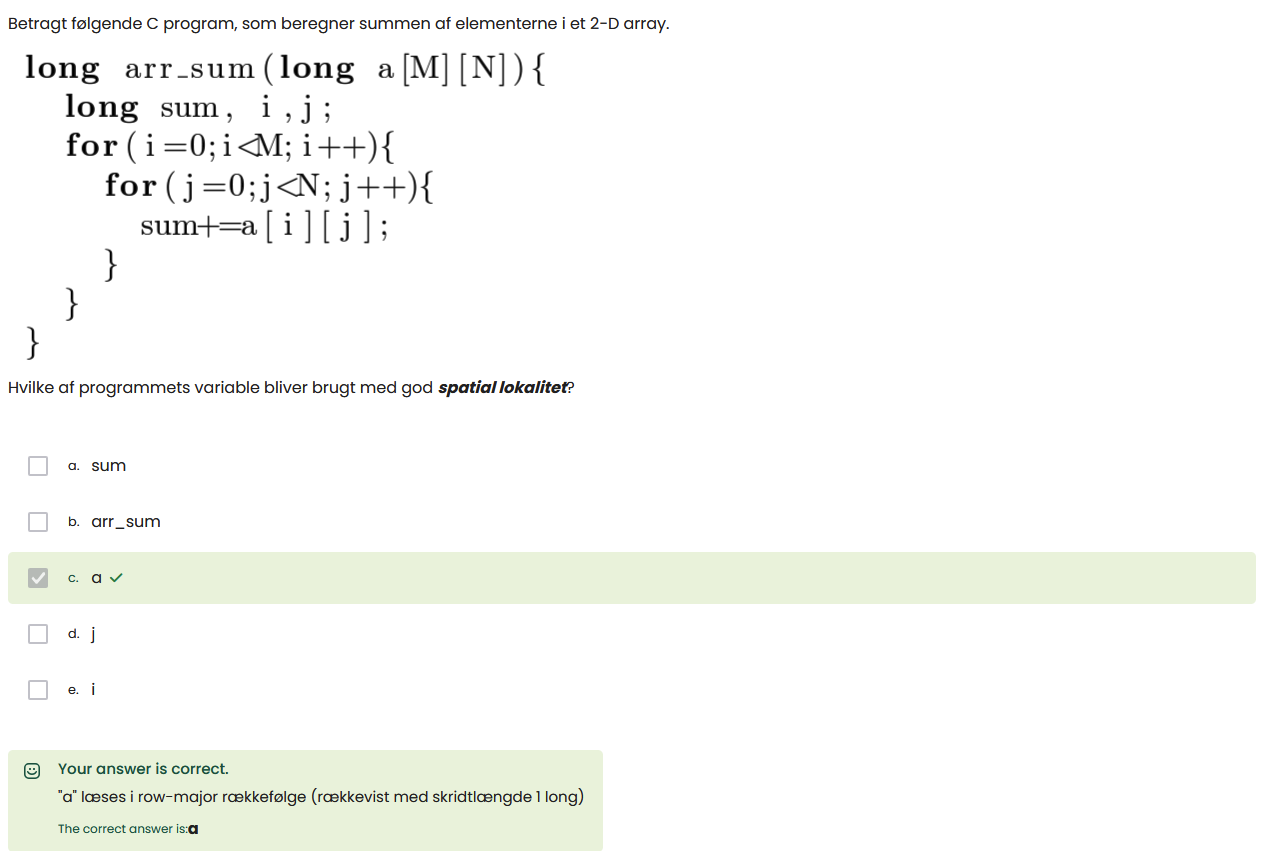 Betragt følgende C program, som beregner summen af elementerne i et 2-D array.
long arr_sum(long a[M][N]){
long sum, i,j;
for(i=0;i<M;i++){
for(j=0;j<N;j++){
sum+=a[i][j];
}
}
}
Hvilke af programmets variable bliver brugt med god spatial lokalitet?
a. sum
b. arr_sum
c. a ✓
d. j
e. i
Your answer is correct.
"a" læses i row-major rækkefølge (rækkevist med skridtlængde 1 long)
The correct answer is:a